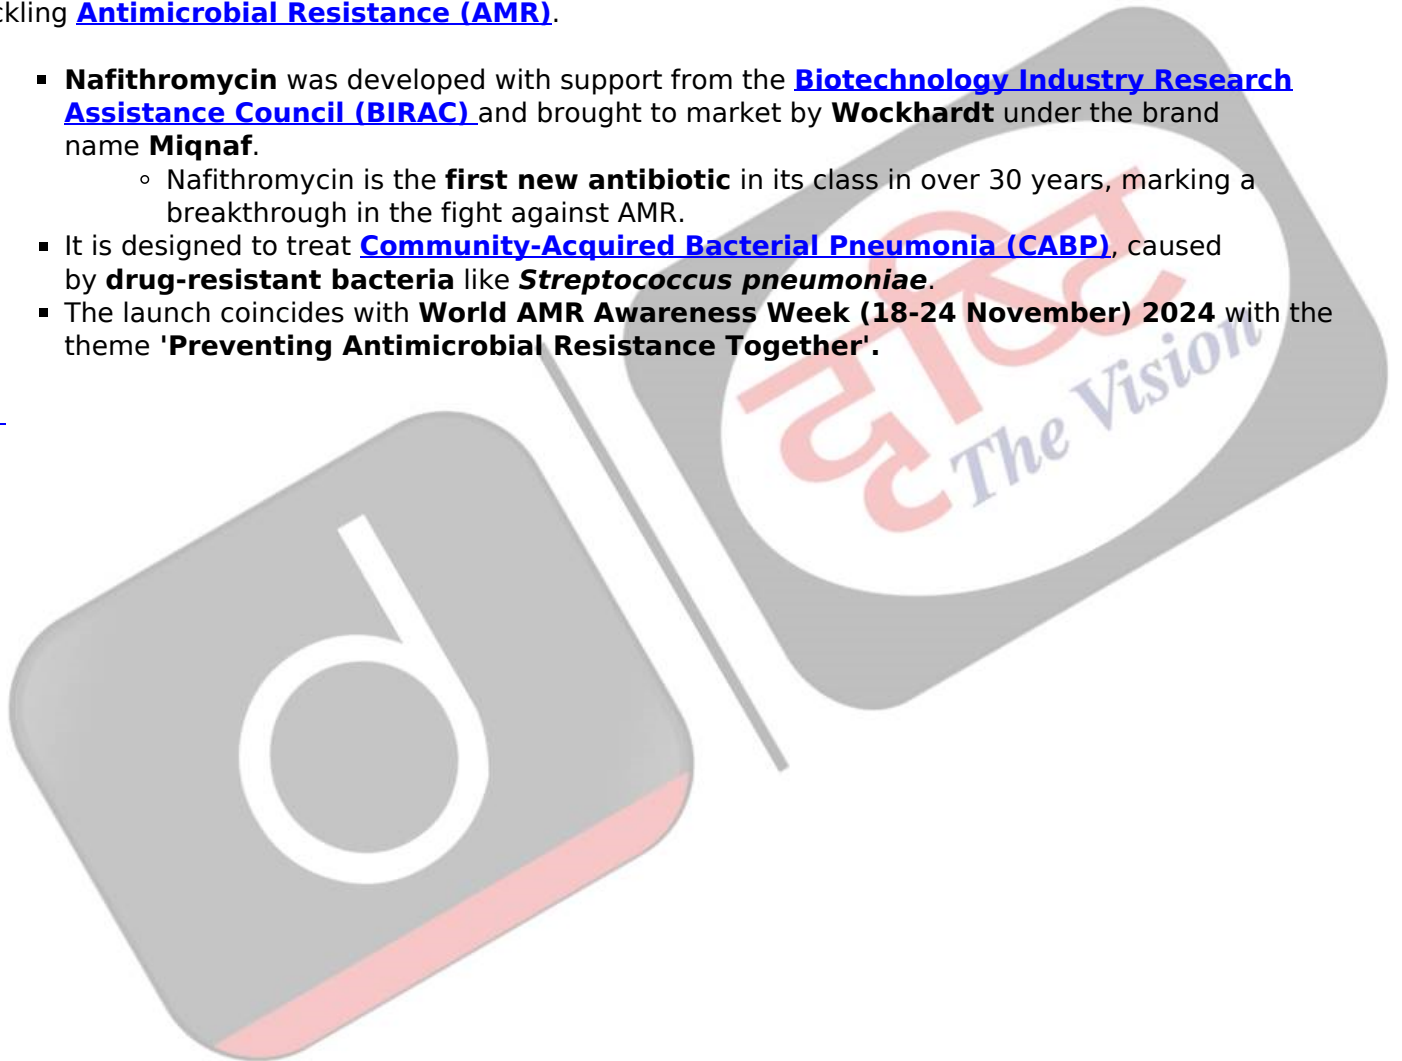 ckling Antimicrobial Resistance (AMR).
▪ Nafithromycin was developed with support from the Biotechnology Industry Research
Assistance Council (BIRAC) and brought to market by Wockhardt under the brand
name Miqnaf.
◦ Nafithromycin is the first new antibiotic in its class in over 30 years, marking a
breakthrough in the fight against AMR.
▪ It is designed to treat Community-Acquired Bacterial Pneumonia (CABP), caused
by drug-resistant bacteria like Streptococcus pneumoniae.
▪ The launch coincides with World AMR Awareness Week (18-24 November) 2024 with the
theme 'Preventing Antimicrobial Resistance Together'.
दृष्टि
The Vision
d